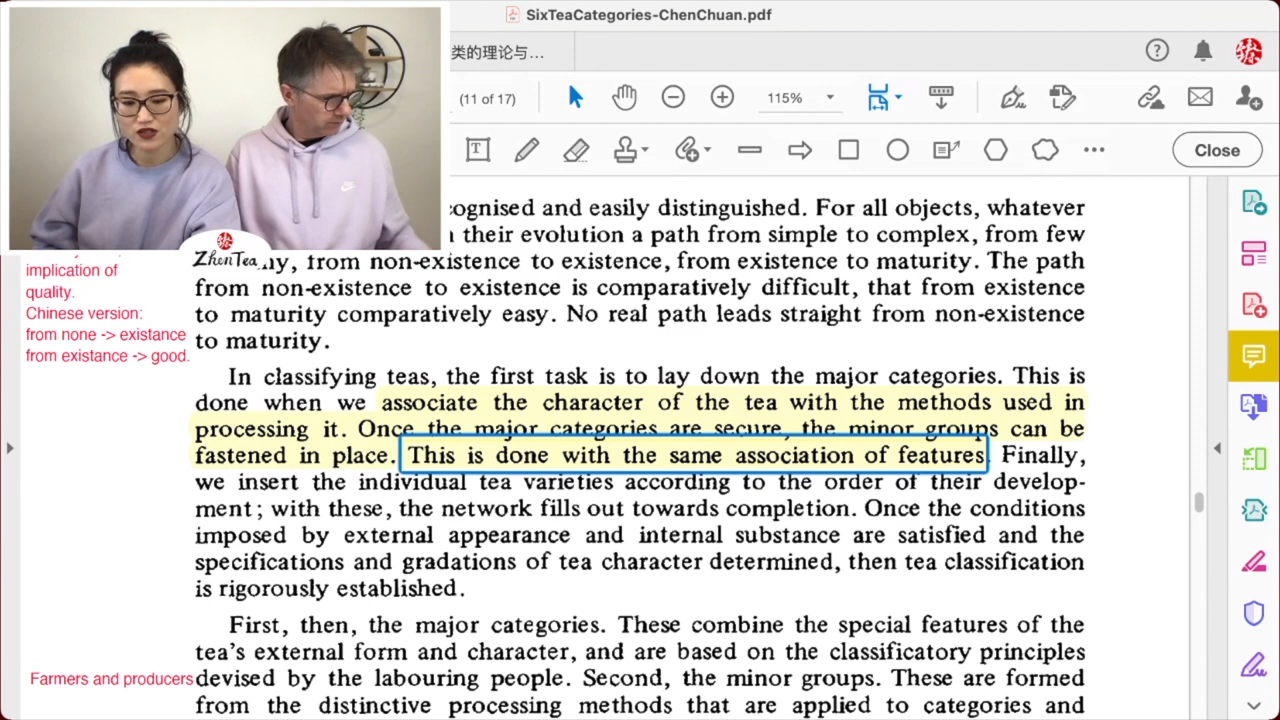 SixTeaCategories-ChenChuan.pdf
类的理论与...
(11 of 17)
115%
Close
ZhenTea
implication of
quality.
Chinese version:
from none -> existance
from existance -> good.
ognised and easily distinguished. For all objects, whatever
their evolution a path from simple to complex, from few
ny, from non-existence to existence, from existence to maturity. The path
from non-existence to existence is comparatively difficult, that from existence
to maturity comparatively easy. No real path leads straight from non-existence
to maturity.
In classifying teas, the first task is to lay down the major categories. This is
done when we associate the character of the tea with the methods used in
processing it. Once the major categories are secure, the minor groups can be
fastened in place. This is done with the same association of features. Finally,
we insert the individual tea varieties according to the order of their develop-
ment; with these, the network fills out towards completion. Once the conditions
imposed by external appearance and internal substance are satisfied and the
specifications and gradations of tea character determined, then tea classification
is rigorously established.
First, then, the major categories. These combine the special features of the
tea's external form and character, and are based on the classificatory principles
Farmers and producers
devised by the labouring people. Second, the minor groups. These are formed
from the distinctive processing methods that are applied to categories and